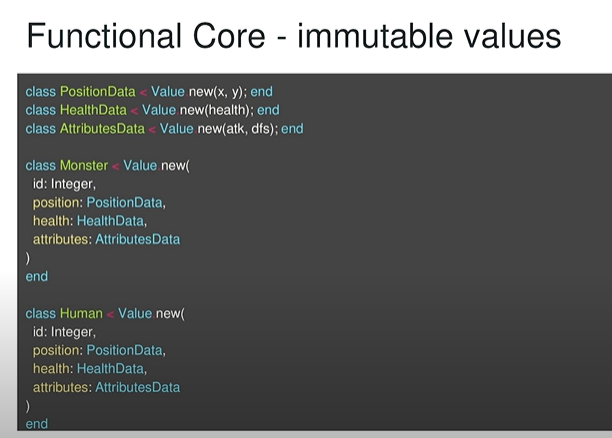 Functional Core - immutable values
class PositionData < Value new(x, y); end
class HealthData < Value new(health); end
class AttributesData < Value new(atk, dfs); end
class Monster < Value new(
id: Integer,
position: PositionData,
health: HealthData,
attributes: AttributesData
)
end
class Human < Value new(
id: Integer,
position: PositionData,
health: HealthData,
attributes: AttributesData
)
end